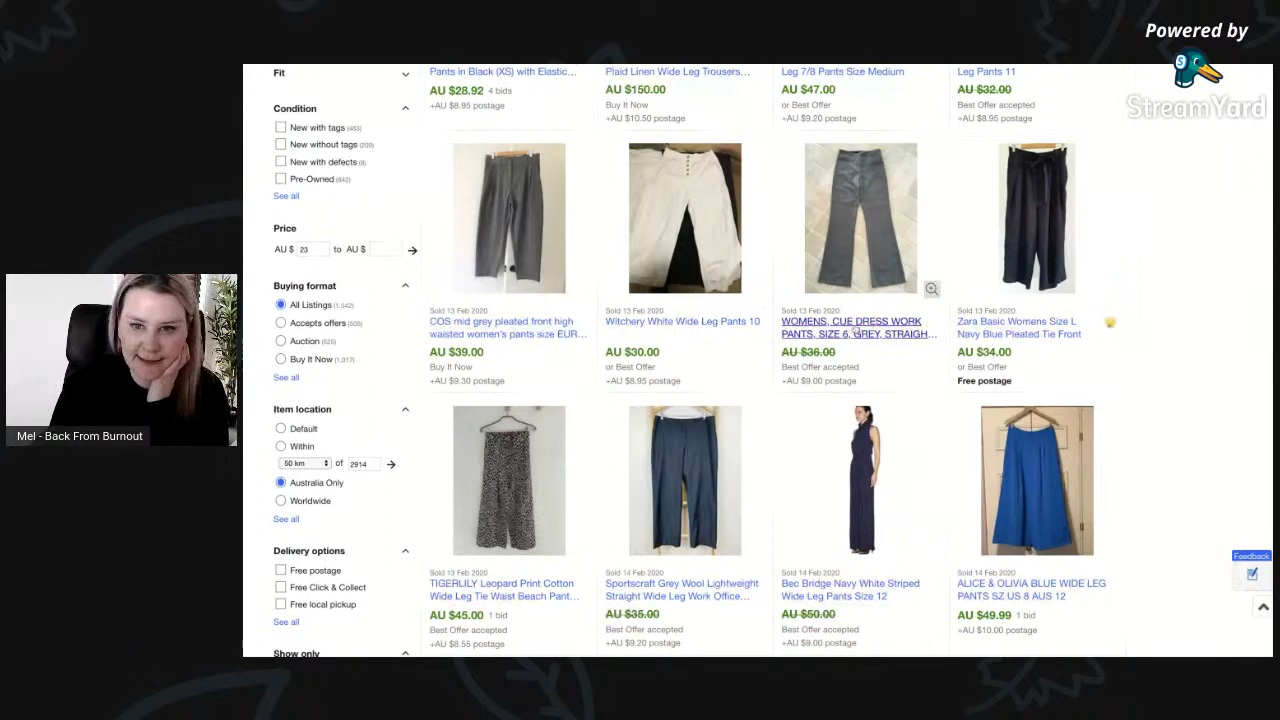 Powered by
StreamYard
Fit
Condition
New with tags (483)
New without tags (209)
New with defects (8)
Pre-Owned (842)
See all
Price
AU $ 23 to AU $
Buying format
All Listings (1,342)
Accepts offers (505)
Auction (525)
Buy It Now (1,017)
See all
Item location
Default
Within
50 km of 2914
Australia Only
Worldwide
See all
Delivery options
Free postage
Free Click & Collect
Free local pickup
See all
Show only
Pants in Black (XS) with Elastic...
AU $28.92 4 bids
+AU $8.95 postage
Plaid Linen Wide Leg Trousers...
AU $150.00
Buy It Now
+AU $10.50 postage
Leg 7/8 Pants Size Medium
AU $47.00
or Best Offer
+AU $9.20 postage
Leg Pants 11
AU $32.00
Best Offer accepted
+AU $8.95 postage
Sold 13 Feb 2020
COS mid grey pleated front high
waisted women's pants size EUR...
AU $39.00
Buy It Now
+AU $9.30 postage
Sold 13 Feb 2020
Witchery White Wide Leg Pants 10
AU $30.00
or Best Offer
+AU $8.95 postage
Sold 13 Feb 2020
WOMENS, CUE DRESS WORK
PANTS, SIZE 6, GREY, STRAIGH...
AU $36.00
Best Offer accepted
+AU $9.00 postage
Sold 13 Feb 2020
Zara Basic Womens Size L
Navy Blue Pleated Tie Front
AU $34.00
or Best Offer
Free postage
Sold 13 Feb 2020
TIGERLILY Leopard Print Cotton
Wide Leg Tie Waist Beach Pant...
AU $45.00 1 bid
Best Offer accepted
+AU $8.55 postage
Sold 14 Feb 2020
Sportscraft Grey Wool Lightweight
Straight Wide Leg Work Office...
AU $35.00
Best Offer accepted
+AU $9.20 postage
Sold 14 Feb 2020
Bec Bridge Navy White Striped
Wide Leg Pants Size 12
AU $50.00
Best Offer accepted
+AU $9.00 postage
Sold 14 Feb 2020
ALICE & OLIVIA BLUE WIDE LEG
PANTS SZ US 8 AUS 12
AU $49.99 1 bid
+AU $10.00 postage
Feedback
Mel - Back From Burnout